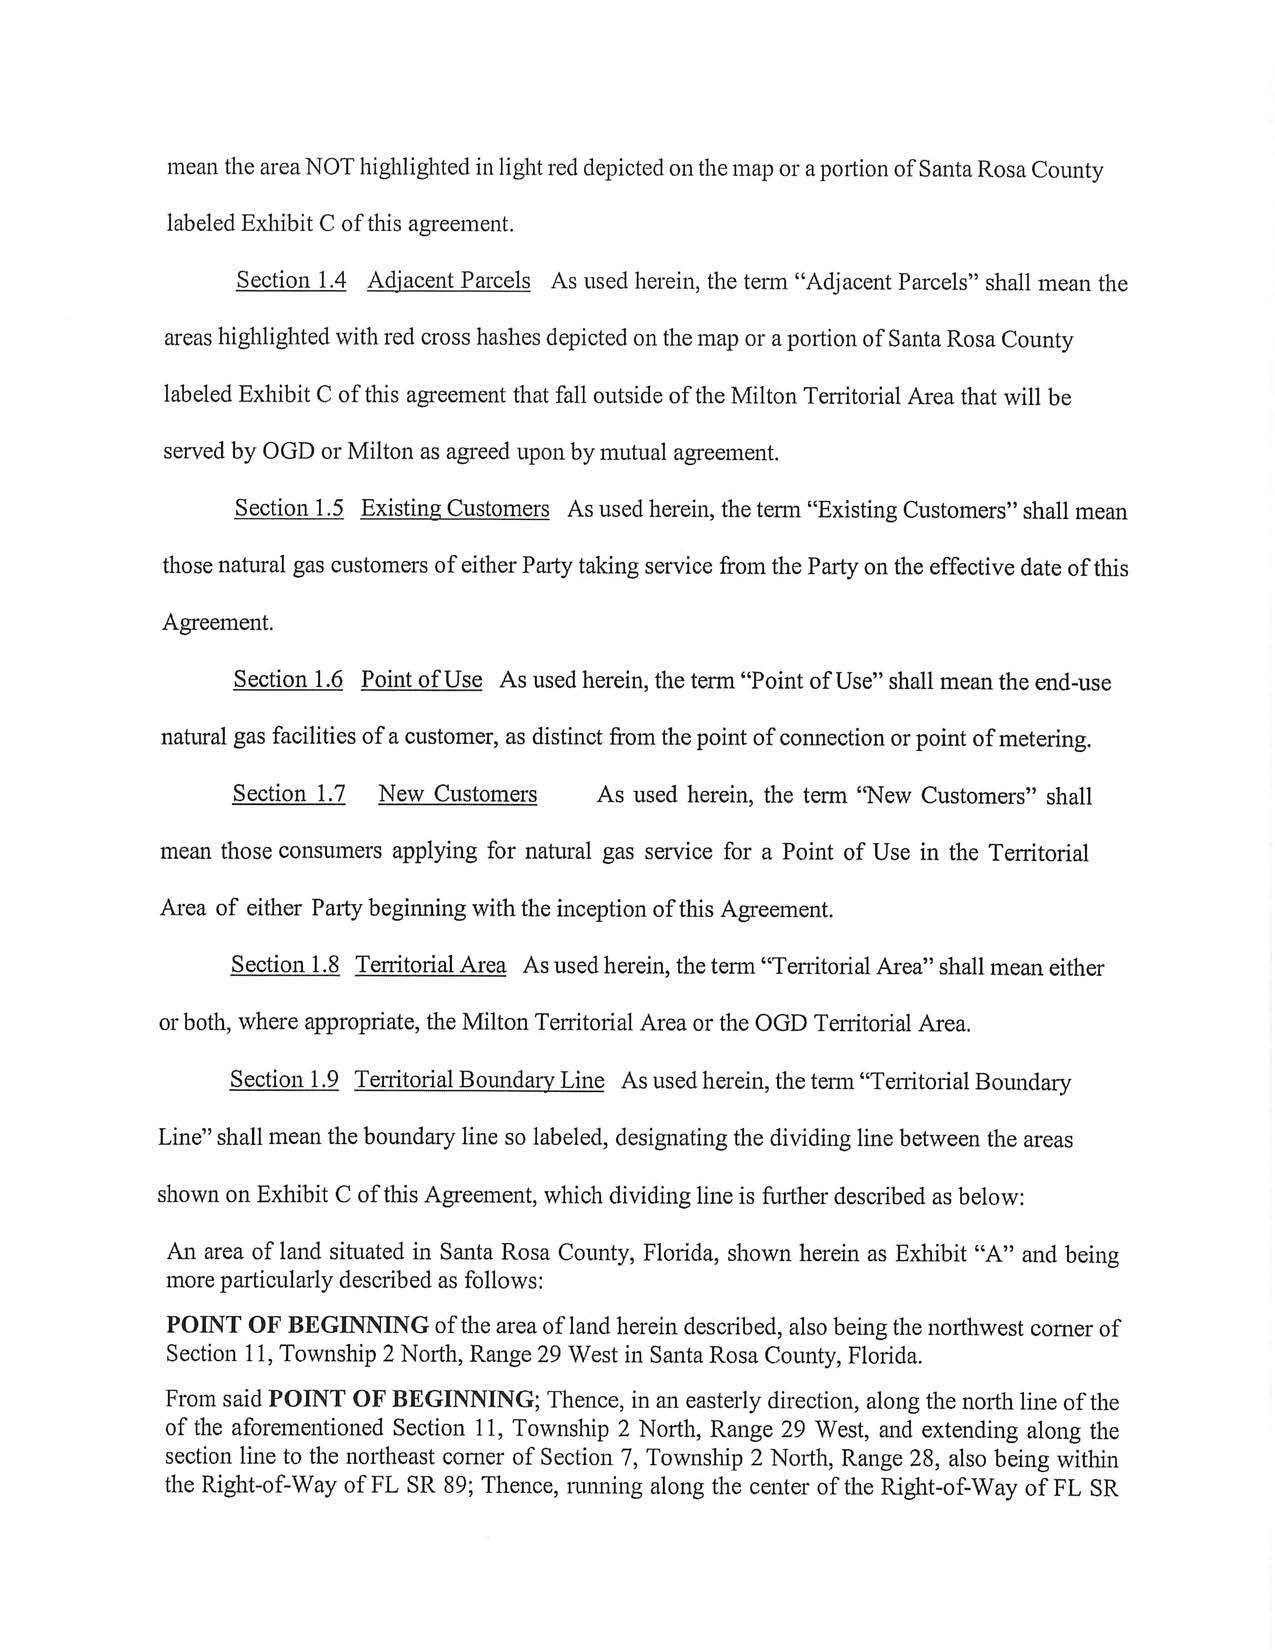 mean the area NOT highlighted in light red depicted on the map or a portion of Santa Rosa County
labeled Exhibit C of this agreement.
Section 1.4 Adjacent Parcels As used herein, the term “Adjacent Parcels” shall mean the
areas highlighted with red cross hashes depicted on the map or a portion of Santa Rosa County
labeled Exhibit C of this agreement that fall outside of the Milton Territorial Area that will be
served by OGD or Milton as agreed upon by mutual agreement.
Section 1.5 Existing Customers As used herein, the term “Existing Customers” shall mean
those natural gas customers of either Party taking service from the Party on the effective date of this
Agreement.
Section 1.6 Point of Use As used herein, the term “Point of Use” shall mean the end-use
natural gas facilities of a customer, as distinct from the point of connection or point of metering.
Section 1.7 New Customers As used herein, the term “New Customers” shall
mean those consumers applying for natural gas service for a Point of Use in the Territorial
Area of either Party beginning with the inception of this Agreement.
Section 1.8 Territorial Area As used herein, the term “Territorial Area” shall mean either
or both, where appropriate, the Milton Territorial Area or the OGD Territorial Area.
Section 1.9 Territorial Boundary Line As used herein, the term “Territorial Boundary
Line” shall mean the boundary line so labeled, designating the dividing line between the areas
shown on Exhibit C of this Agreement, which dividing line is further described as below:
An area of land situated in Santa Rosa County, Florida, shown herein as Exhibit “A” and being
more particularly described as follows:
POINT OF BEGINNING of the area of land herein described, also being the northwest corner of
Section 11, Township 2 North, Range 29 West in Santa Rosa County, Florida.
From said POINT OF BEGINNING; Thence, in an easterly direction, along the north line of the
of the aforementioned Section 11, Township 2 North, Range 29 West, and extending along the
section line to the northeast corner of Section 7, Township 2 North, Range 28, also being within
the Right-of-Way of FL SR 89; Thence, running along the center of the Right-of-Way of FL SR